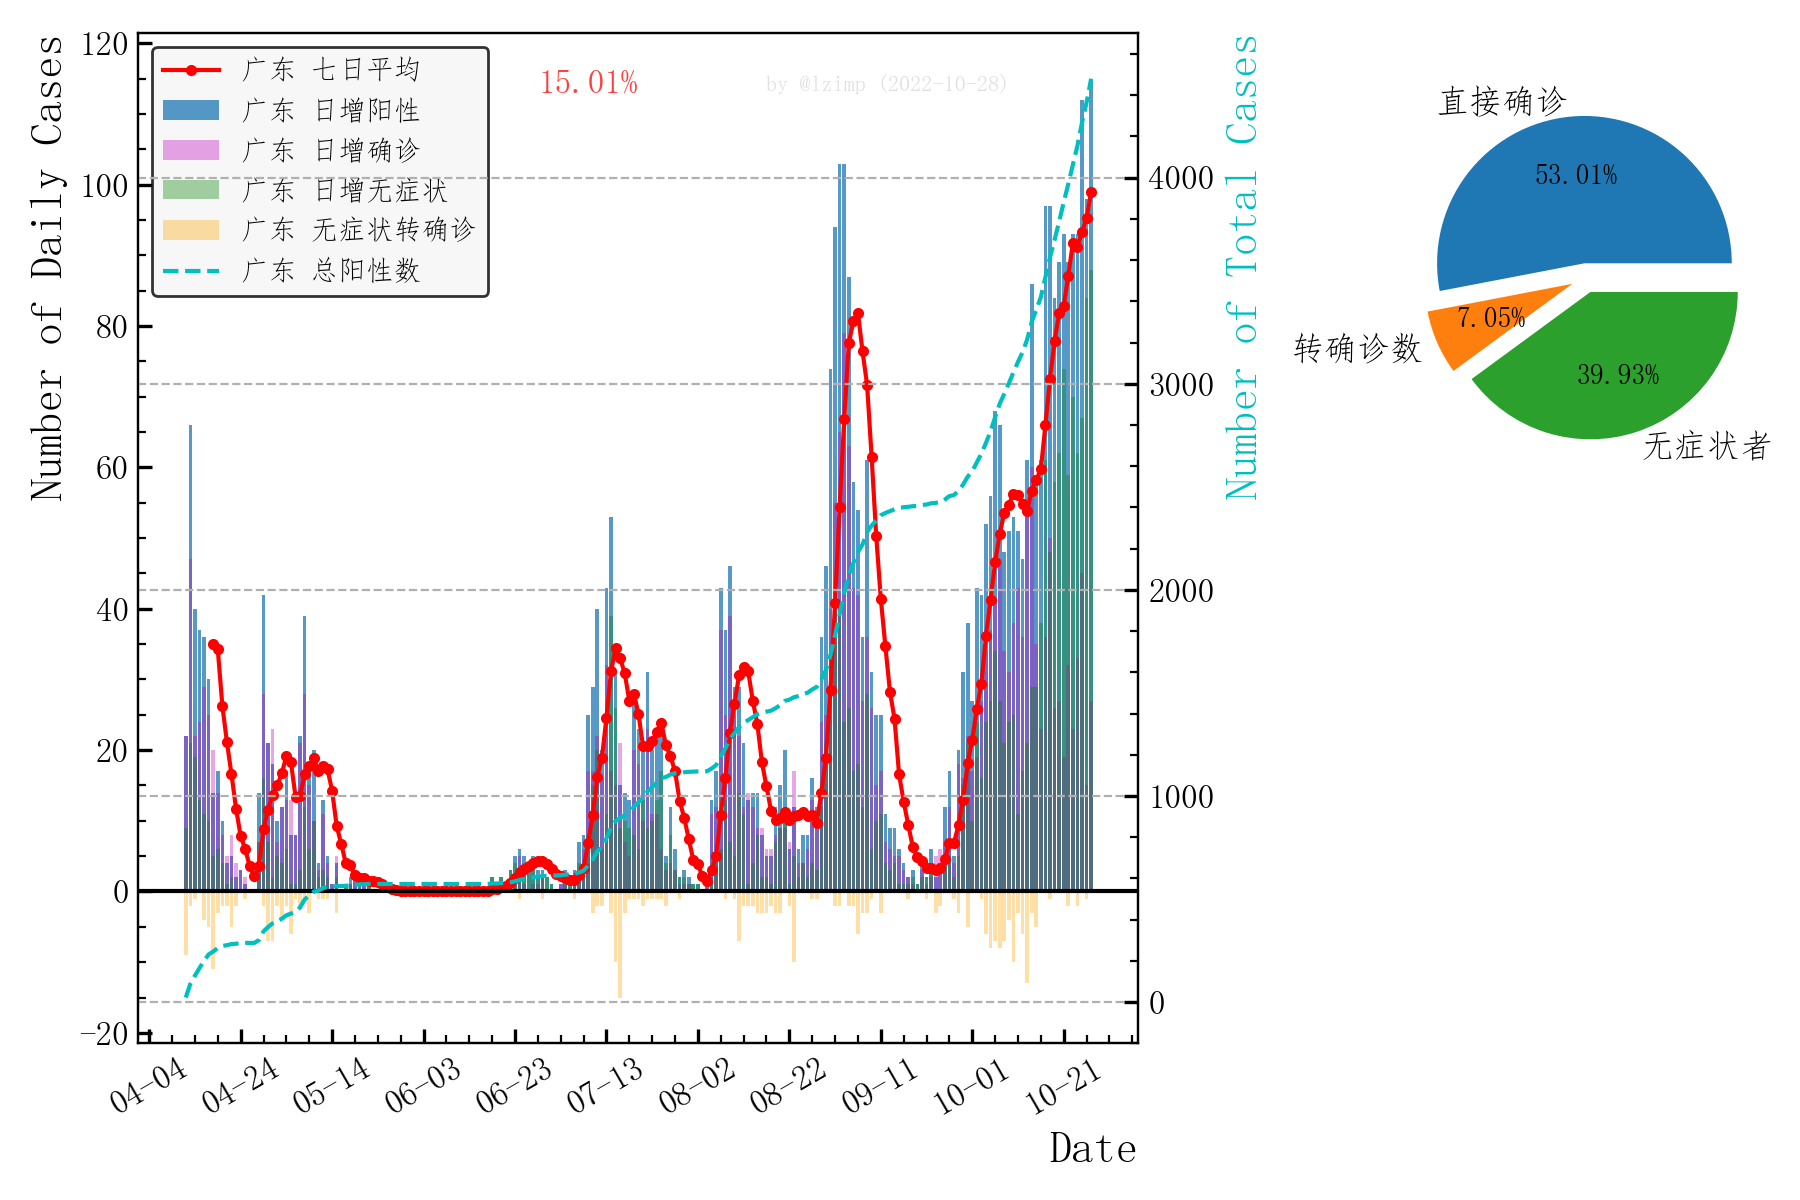 Number of Daily Cases
120
100
80
60
40
20
0
−20
广东 七日平均
广东 日增阳性
广东 日增确诊
广东 日增无症状
广东 无症状转确诊
广东 总阳性数
15.01%
by @lzimp (2022-10-28)
4000
3000
2000
1000
0
Number of Total Cases
04-04
04-24
05-14
06-03
06-23
07-13
08-02
08-22
09-11
10-01
10-21
Date
直接确诊
53.01%
7.05%
转确诊数
39.93%
无症状者